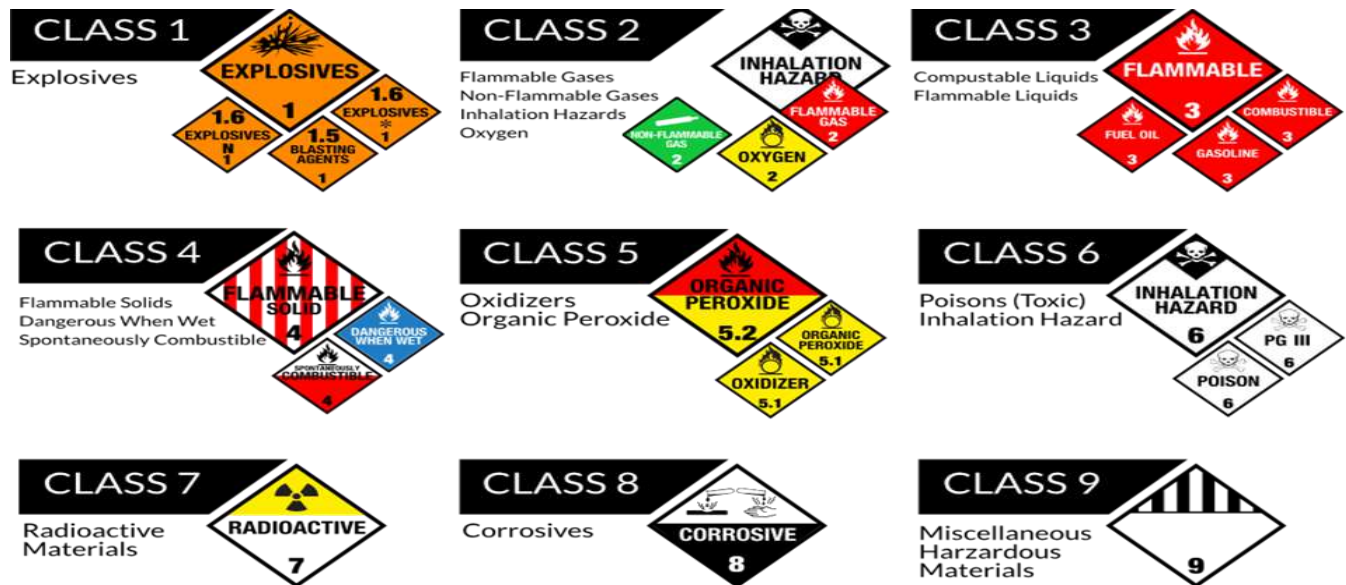 CLASS 1
Explosives
EXPLOSIVES
1
1.6
EXPLOSIVES
N
1
1.5
BLASTING
AGENTS
1
1.6
EXPLOSIVES
*
1
CLASS 2
Flammable Gases
Non-Flammable Gases
Inhalation Hazards
Oxygen
INHALATION
HAZARD
NON-FLAMMABLE
GAS
2
OXYGEN
2
FLAMMABLE
GAS
2
CLASS 3
Compustable Liquids
Flammable Liquids
FLAMMABLE
3
FUEL OIL
3
GASOLINE
3
COMBUSTIBLE
3
CLASS 4
Flammable Solids
Dangerous When Wet
Spontaneously Combustible
FLAMMABLE
SOLID
4
DANGEROUS
WHEN WET
4
SPONTANEOUSLY
COMBUSTIBLE
4
CLASS 5
Oxidizers
Organic Peroxide
ORGANIC
PEROXIDE
5.2
ORGANIC
PEROXIDE
5.1
OXIDIZER
5.1
CLASS 6
Poisons (Toxic)
Inhalation Hazard
INHALATION
HAZARD
6
PG III
6
POISON
6
CLASS 7
Radioactive
Materials
RADIOACTIVE
7
CLASS 8
Corrosives
CORROSIVE
8
CLASS 9
Miscellaneous
Harzardous
Materials
9